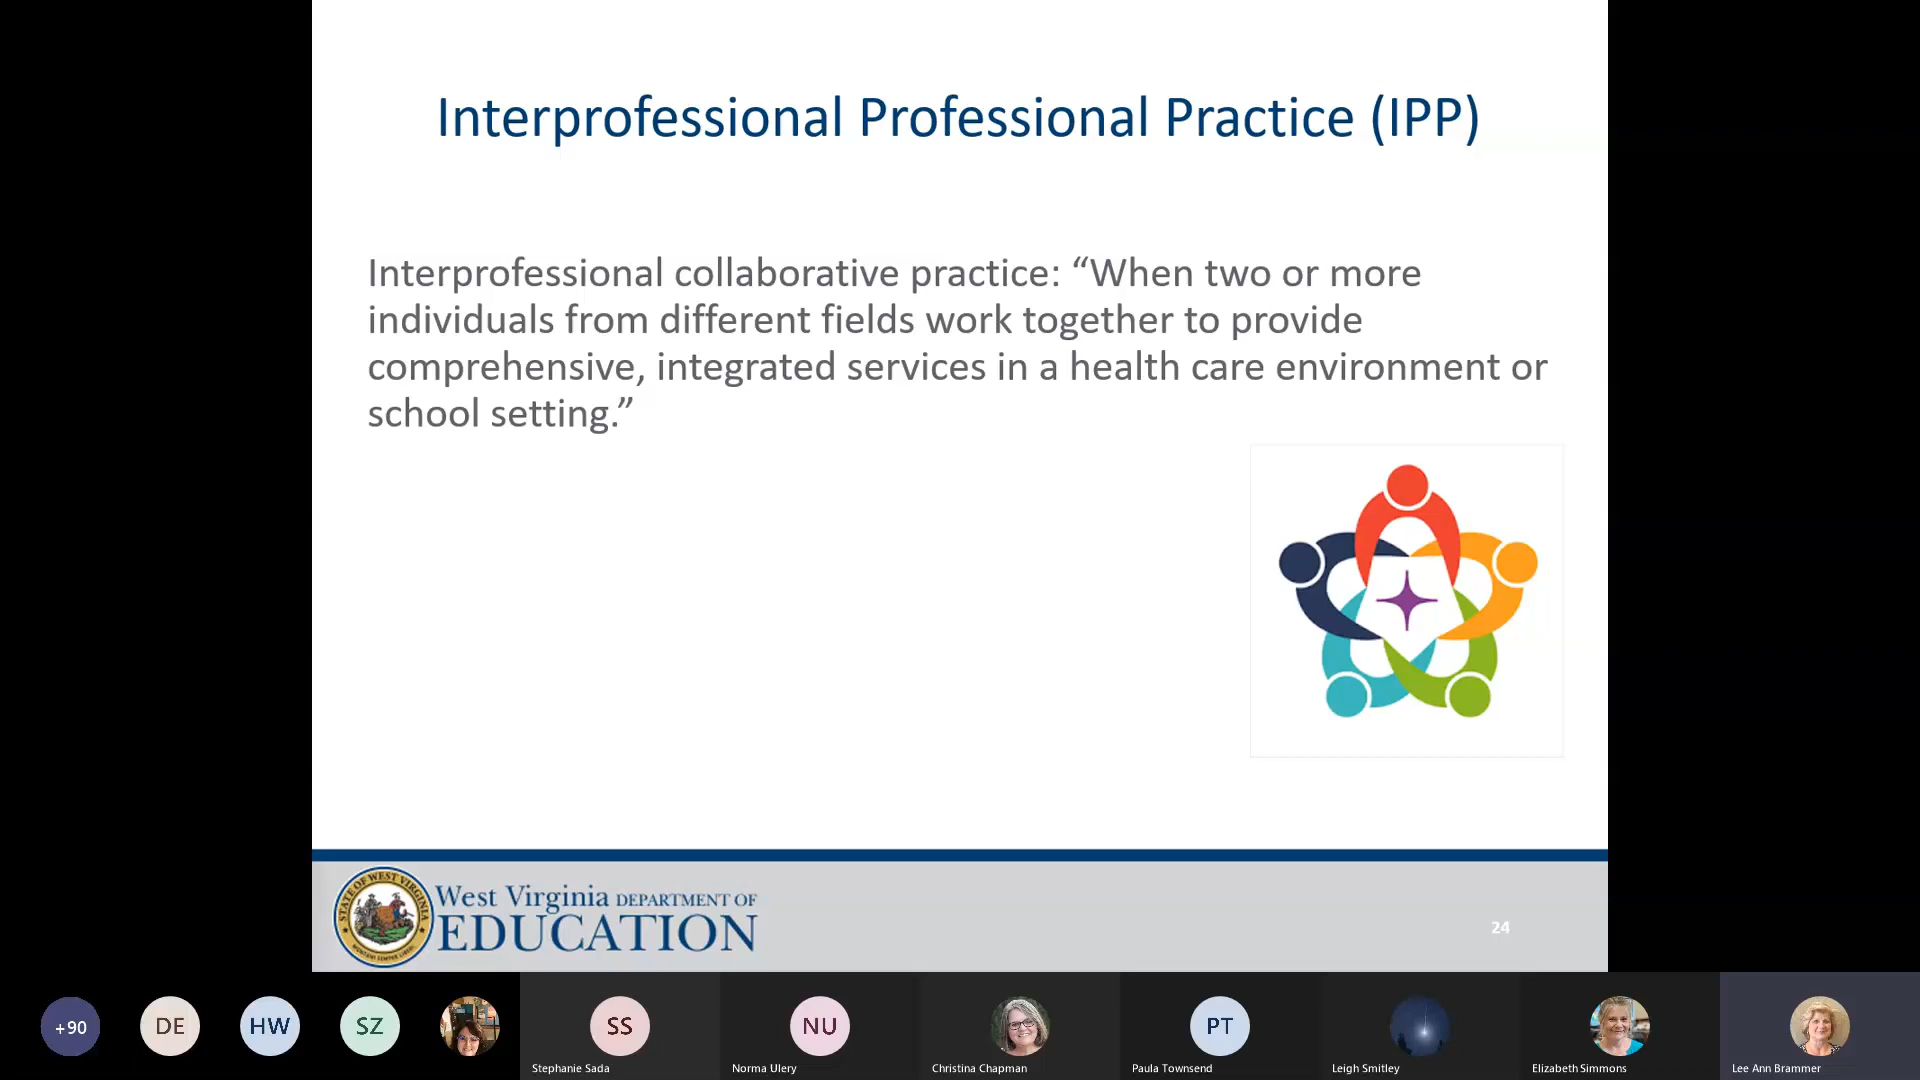 Interprofessional Professional Practice (IPP)
Interprofessional collaborative practice: “When two or more
individuals from different fields work together to provide
comprehensive, integrated services in a health care environment or
school setting.”
STATE OF WEST VIRGINIA
MONTANI SEMPER LIBERI
West Virginia DEPARTMENT OF
EDUCATION
24
+90
DE
HW
SZ
SS
NU
PT
Stephanie Sada
Norma Ulery
Christina Chapman
Paula Townsend
Leigh Smitley
Elizabeth Simmons
Lee Ann Brammer